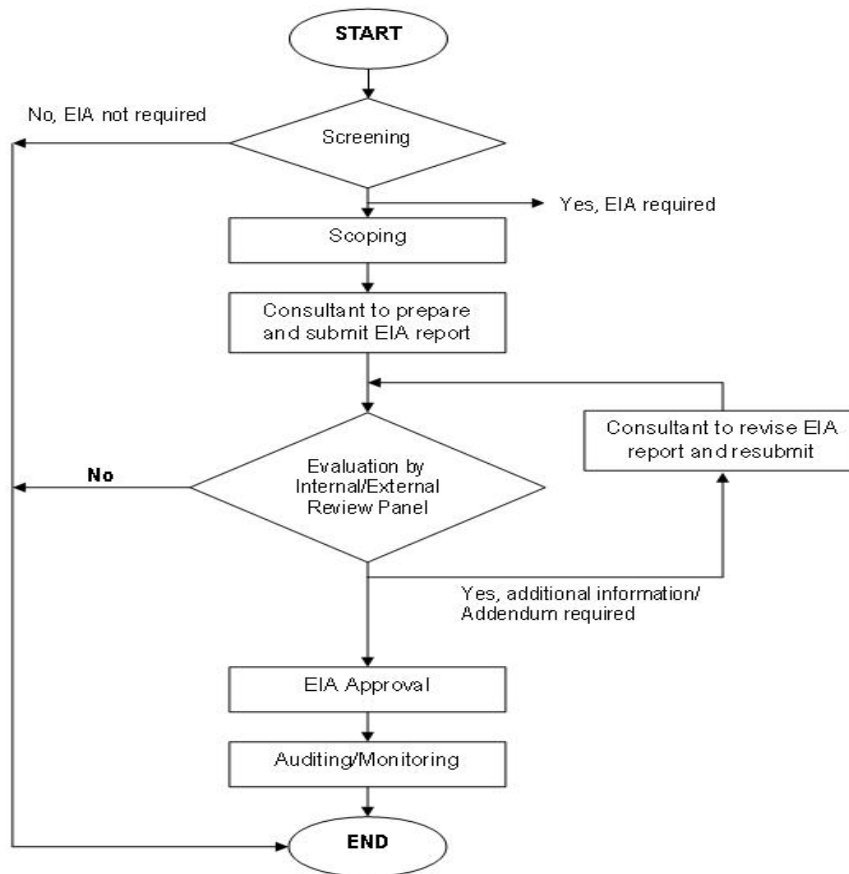 START
No, EIA not required
Screening
Yes, EIA required
Scoping
Consultant to prepare
and submit EIA report
Consultant to revise EIA
report and resubmit
Evaluation by
Internal/External
Review Panel
No
Yes, additional information/
Addendum required
EIA Approval
Auditing/Monitoring
END